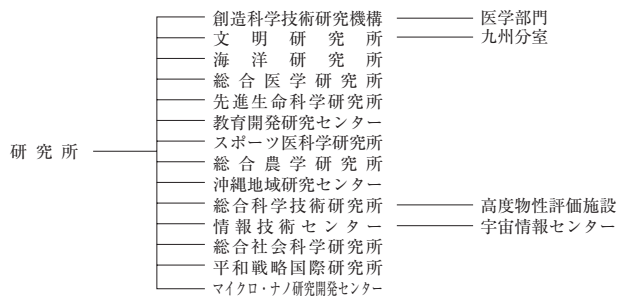 創造科学技術研究機構 医学部門
文明研究所 九州分室
海洋研究所
総合医学研究所
先進生命科学研究所
教育開発研究センター
スポーツ医科学研究所
研究所
総合農学研究所
沖縄地域研究センター
総合科学技術研究所 高度物性評価施設
情報技術センター 宇宙情報センター
総合社会科学研究所
平和戦略国際研究所
マイクロ・ナノ研究開発センター